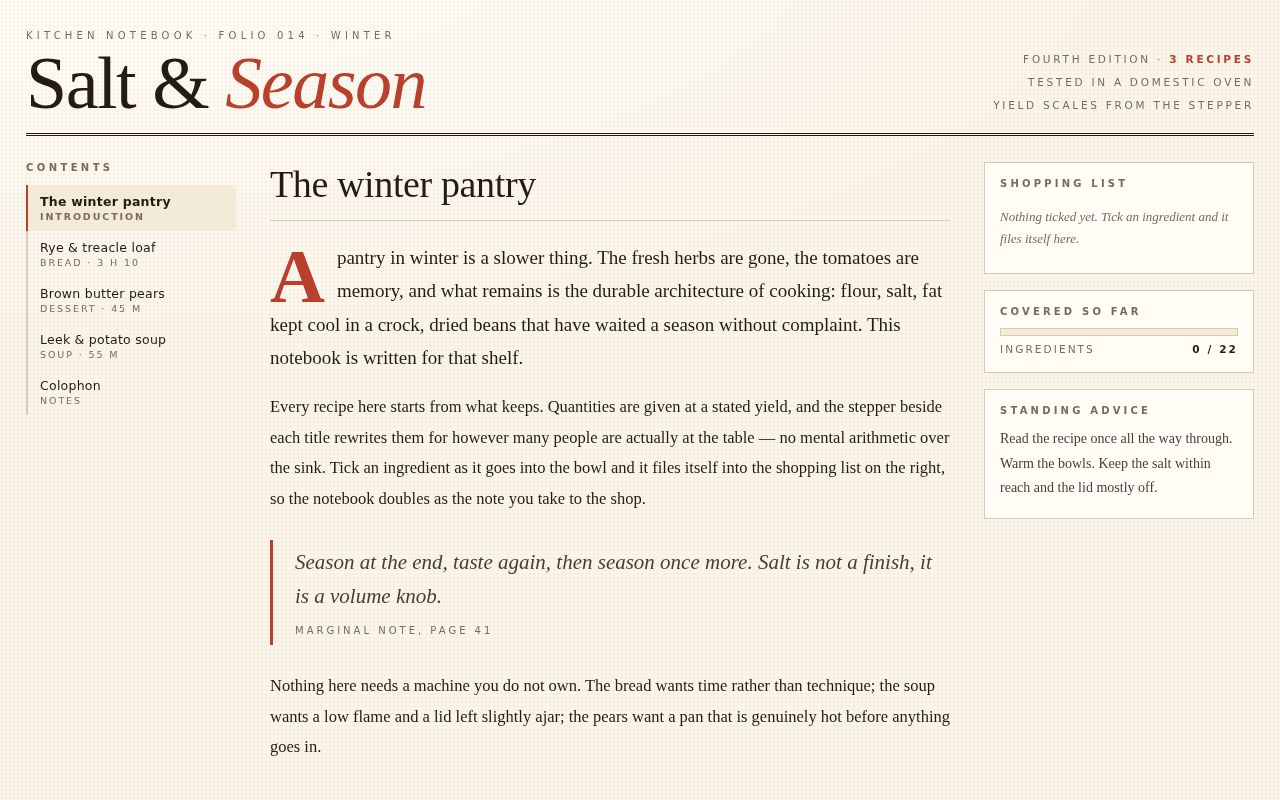 KITCHEN NOTEBOOK · FOLIO 014 · WINTER
Salt & Season
FOURTH EDITION · 3 RECIPES
TESTED IN A DOMESTIC OVEN
YIELD SCALES FROM THE STEPPER
CONTENTS
The winter pantry
INTRODUCTION
Rye & treacle loaf
BREAD · 3 H 10
Brown butter pears
DESSERT · 45 M
Leek & potato soup
SOUP · 55 M
Colophon
NOTES
The winter pantry
A pantry in winter is a slower thing. The fresh herbs are gone, the tomatoes are
memory, and what remains is the durable architecture of cooking: flour, salt, fat
kept cool in a crock, dried beans that have waited a season without complaint. This
notebook is written for that shelf.
Every recipe here starts from what keeps. Quantities are given at a stated yield, and the stepper beside
each title rewrites them for however many people are actually at the table — no mental arithmetic over
the sink. Tick an ingredient as it goes into the bowl and it files itself into the shopping list on the right,
so the notebook doubles as the note you take to the shop.
Season at the end, taste again, then season once more. Salt is not a finish, it
is a volume knob.
MARGINAL NOTE, PAGE 41
Nothing here needs a machine you do not own. The bread wants time rather than technique; the soup
wants a low flame and a lid left slightly ajar; the pears want a pan that is genuinely hot before anything
goes in.
SHOPPING LIST
Nothing ticked yet. Tick an ingredient and it
files itself here.
COVERED SO FAR
INGREDIENTS 0 / 22
STANDING ADVICE
Read the recipe once all the way through.
Warm the bowls. Keep the salt within
reach and the lid mostly off.